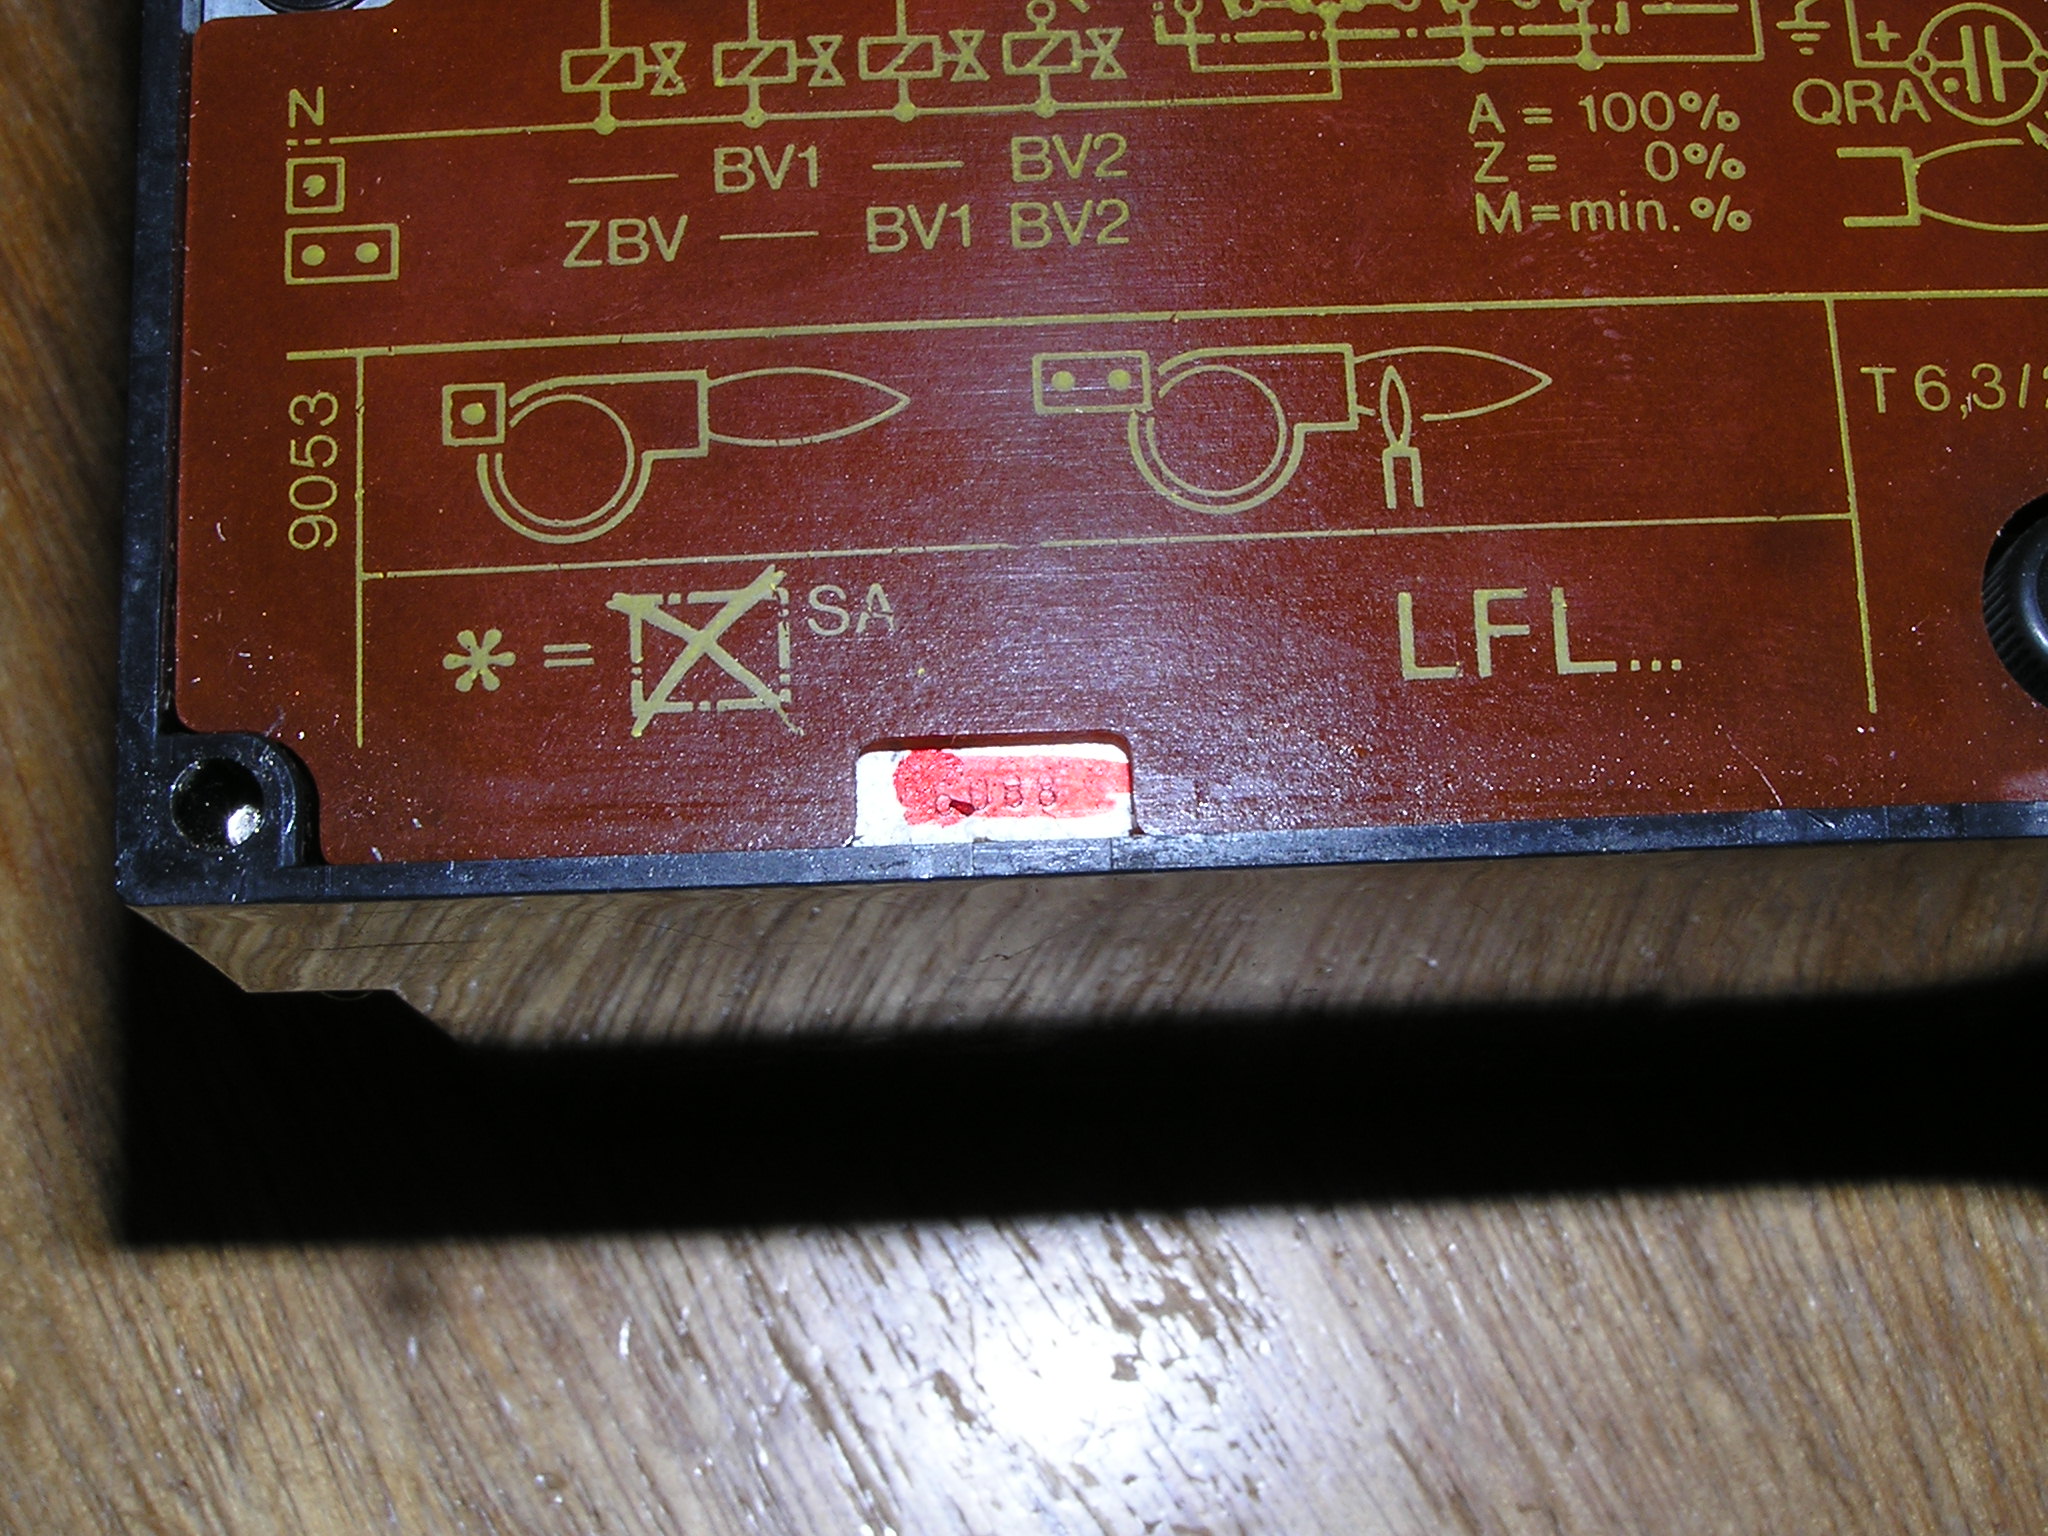 N
+
QRA
A = 100%
Z = 0%
M=min.%
— BV1 — BV2
ZBV — BV1 BV2
9053
T 6,3/
* = SA
LFL...